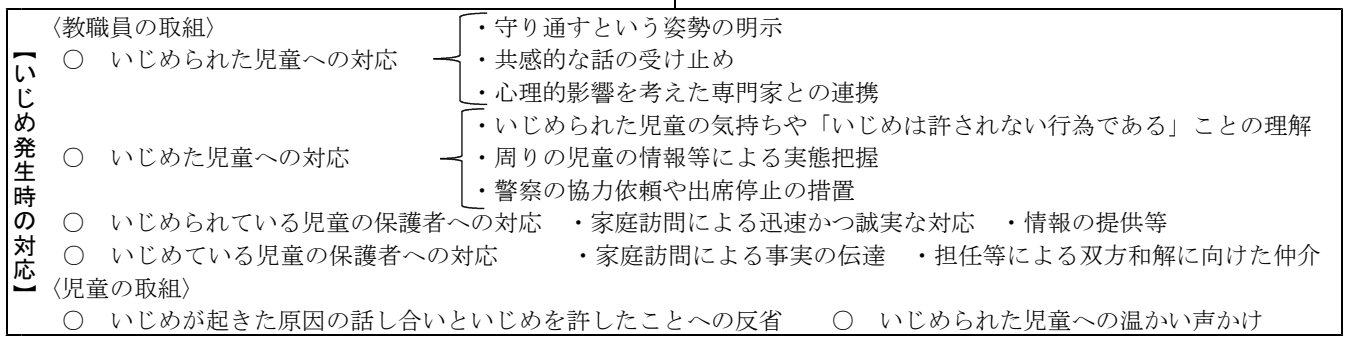 【いじめ発生時の対応】
〈教職員の取組〉
○ いじめられた児童への対応
・守り通すという姿勢の明示
・共感的な話の受け止め
・心理的影響を考えた専門家との連携
○ いじめた児童への対応
・いじめられた児童の気持ちや「いじめは許されない行為である」ことの理解
・周りの児童の情報等による実態把握
・警察の協力依頼や出席停止の措置
○ いじめられている児童の保護者への対応 ・家庭訪問による迅速かつ誠実な対応 ・情報の提供等
○ いじめている児童の保護者への対応 ・家庭訪問による事実の伝達 ・担任等による双方和解に向けた仲介
〈児童の取組〉
○ いじめが起きた原因の話し合いといじめを許したことへの反省 ○ いじめられた児童への温かい声かけ